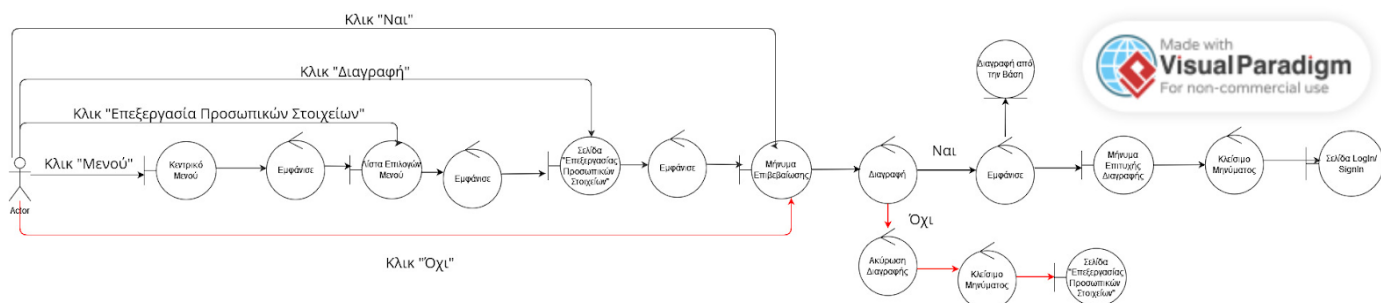 Κλικ "Ναι"
Made with
Visual Paradigm
For non-commercial use
Διαγραφή από
την Βάση
Κλικ "Διαγραφή"
Κλικ "Επεξεργασία Προσωπικών Στοιχείων"
Κλικ "Μενού"
Κεντρικό
Μενού
Εμφάνισε
Λίστα Επιλογών
Μενού
Εμφάνισε
Σελίδα
"Επεξεργασίας
Προσωπικών
Στοιχείων"
Εμφάνισε
Μήνυμα
Επιβεβαίωσης
Διαγραφή
Ναι
Εμφάνισε
Μήνυμα
Επιτυχής
Διαγραφής
Κλείσιμο
Μηνύματος
Σελίδα LogIn/
SignIn
Actor
Όχι
Κλικ "Όχι"
Ακύρωση
Διαγραφής
Κλείσιμο
Μηνύματος
Σελίδα
"Επεξεργασίας
Προσωπικών
Στοιχείων"